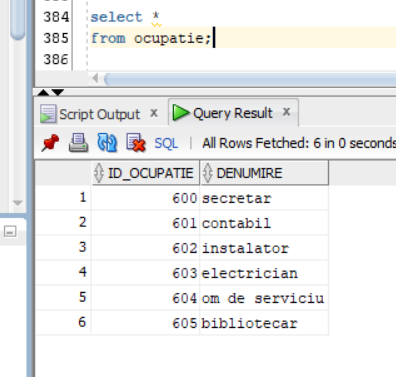 384 select *
385 from ocupatie;
386
Script Output x Query Result x
SQL | All Rows Fetched: 6 in 0 seconds
ID_OCUPATIE DENUMIRE
1 600 secretar
2 601 contabil
3 602 instalator
4 603 electrician
5 604 om de serviciu
6 605 bibliotecar